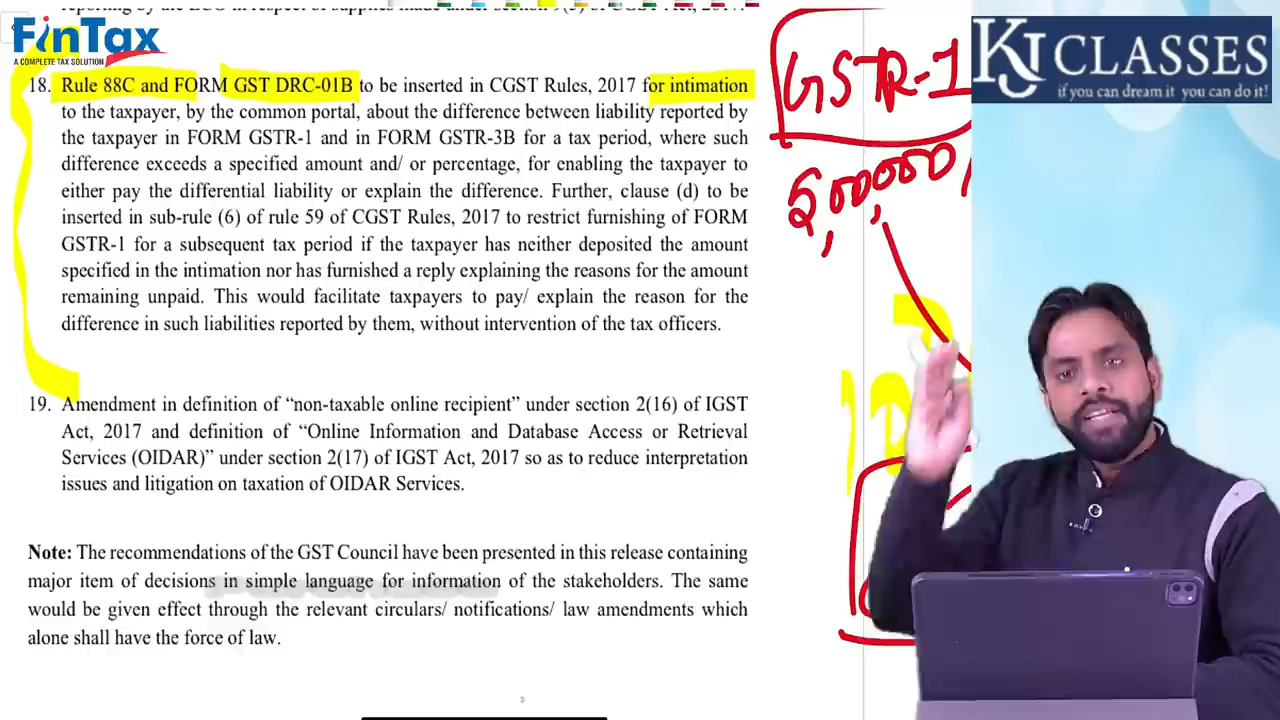 FinTax
A COMPLETE TAX SOLUTION
18. Rule 88C and FORM GST DRC-01B to be inserted in CGST Rules, 2017 for intimation
to the taxpayer, by the common portal, about the difference between liability reported by
the taxpayer in FORM GSTR-1 and in FORM GSTR-3B for a tax period, where such
difference exceeds a specified amount and/ or percentage, for enabling the taxpayer to
either pay the differential liability or explain the difference. Further, clause (d) to be
inserted in sub-rule (6) of rule 59 of CGST Rules, 2017 to restrict furnishing of FORM
GSTR-1 for a subsequent tax period if the taxpayer has neither deposited the amount
specified in the intimation nor has furnished a reply explaining the reasons for the amount
remaining unpaid. This would facilitate taxpayers to pay/ explain the reason for the
difference in such liabilities reported by them, without intervention of the tax officers.
19. Amendment in definition of “non-taxable online recipient” under section 2(16) of IGST
Act, 2017 and definition of “Online Information and Database Access or Retrieval
Services (OIDAR)” under section 2(17) of IGST Act, 2017 so as to reduce interpretation
issues and litigation on taxation of OIDAR Services.
Note: The recommendations of the GST Council have been presented in this release containing
major item of decisions in simple language for information of the stakeholders. The same
would be given effect through the relevant circulars/ notifications/ law amendments which
alone shall have the force of law.
GSTR-1
KJ CLASSES
if you can dream it you can do it!